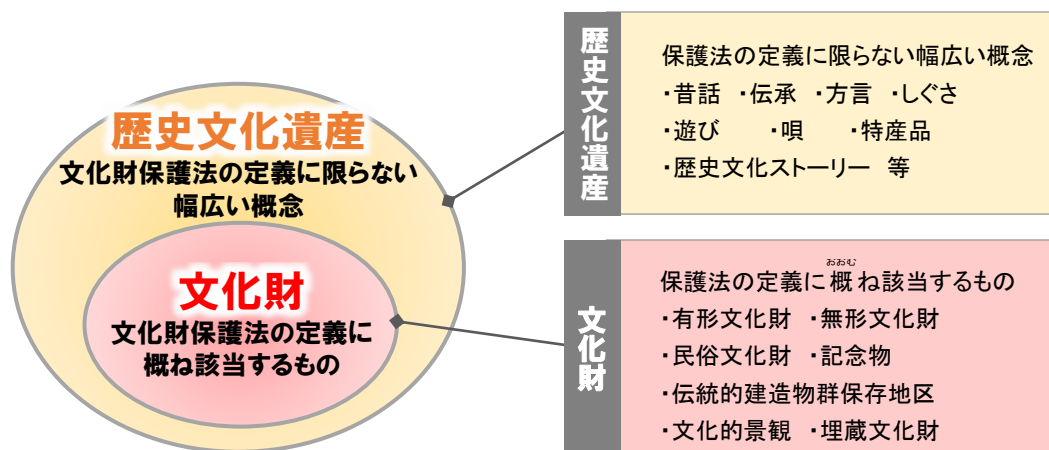 歴史文化遺産
文化財保護法の定義に限らない
幅広い概念
文化財
文化財保護法の定義に
概ね該当するもの
歴史文化遺産
保護法の定義に限らない幅広い概念
・昔話 ・伝承 ・方言 ・しぐさ
・遊び ・唄 ・特産品
・歴史文化ストーリー 等
文化財
おおむ
保護法の定義に概ね該当するもの
・有形文化財 ・無形文化財
・民俗文化財 ・記念物
・伝統的建造物群保存地区
・文化的景観 ・埋蔵文化財